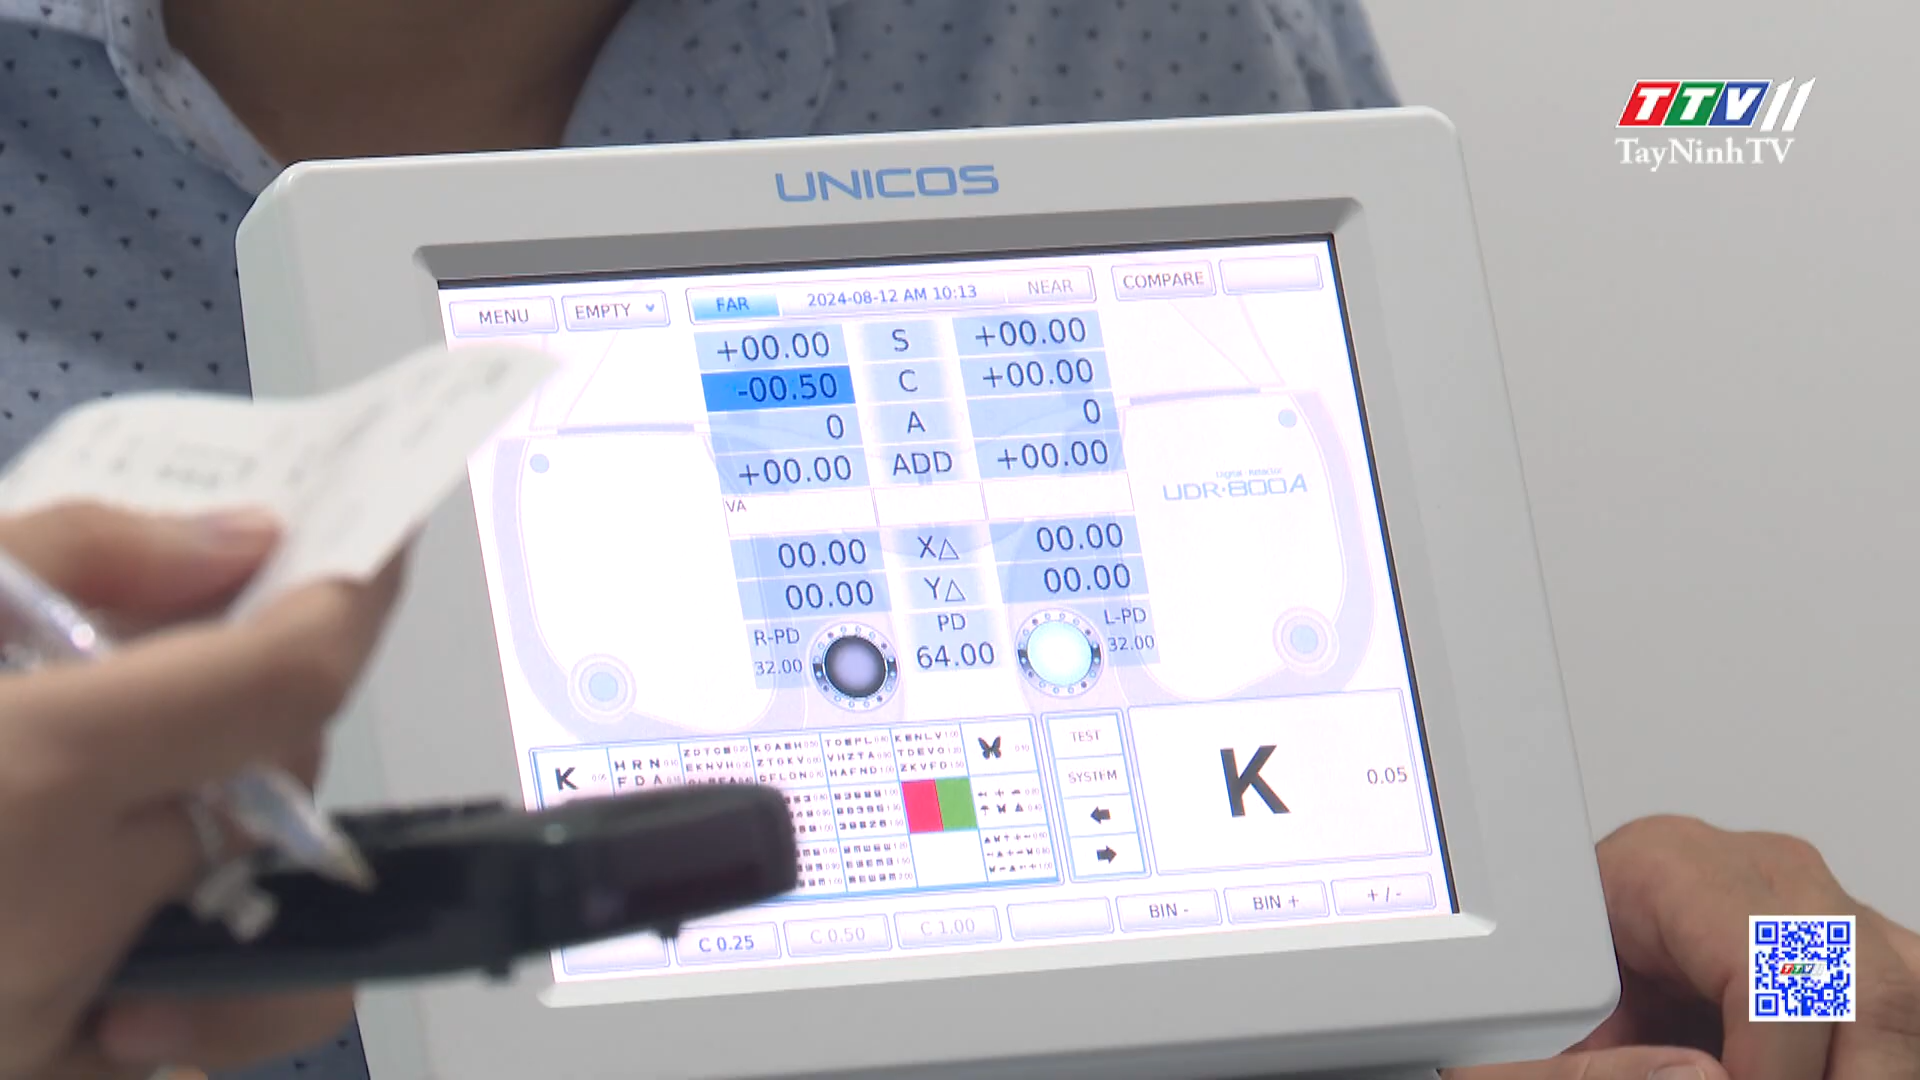 TTV11
TayNinhTV
UNICOS
MENU EMPTY FAR 2024-08-12 AM 10:13 NEAR COMPARE
+00.00 S +00.00
-00.50 C +00.00
0 A 0
+00.00 ADD +00.00
Digital Refractor
UDR-800A
VA
00.00 X△ 00.00
00.00 Y△ 00.00
R-PD PD L-PD
32.00 64.00 32.00
K
H R N
F D A
TEST
SYSTEM
K 0.05
C 0.25 C 0.50 C 1.00 BIN - BIN + + / -